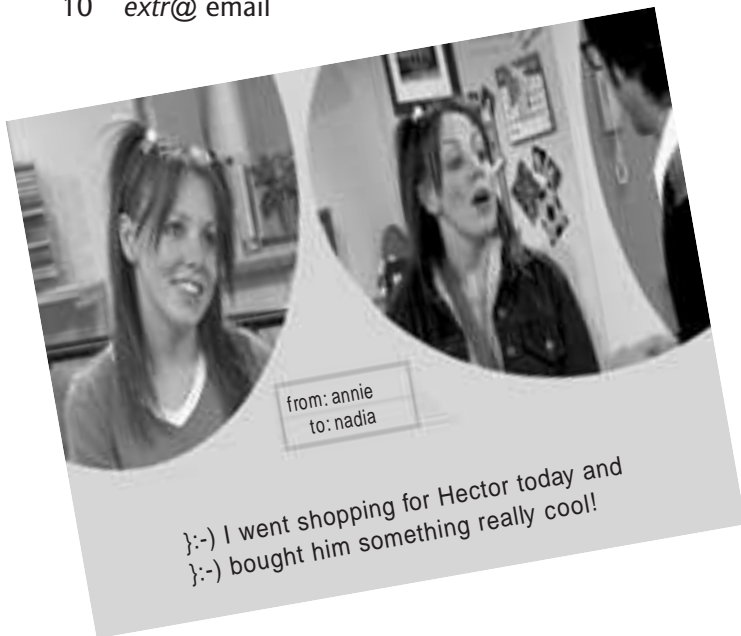 10 extr@ email
from: annie
to: nadia
}:-) I went shopping for Hector today and
}:-) bought him something really cool!